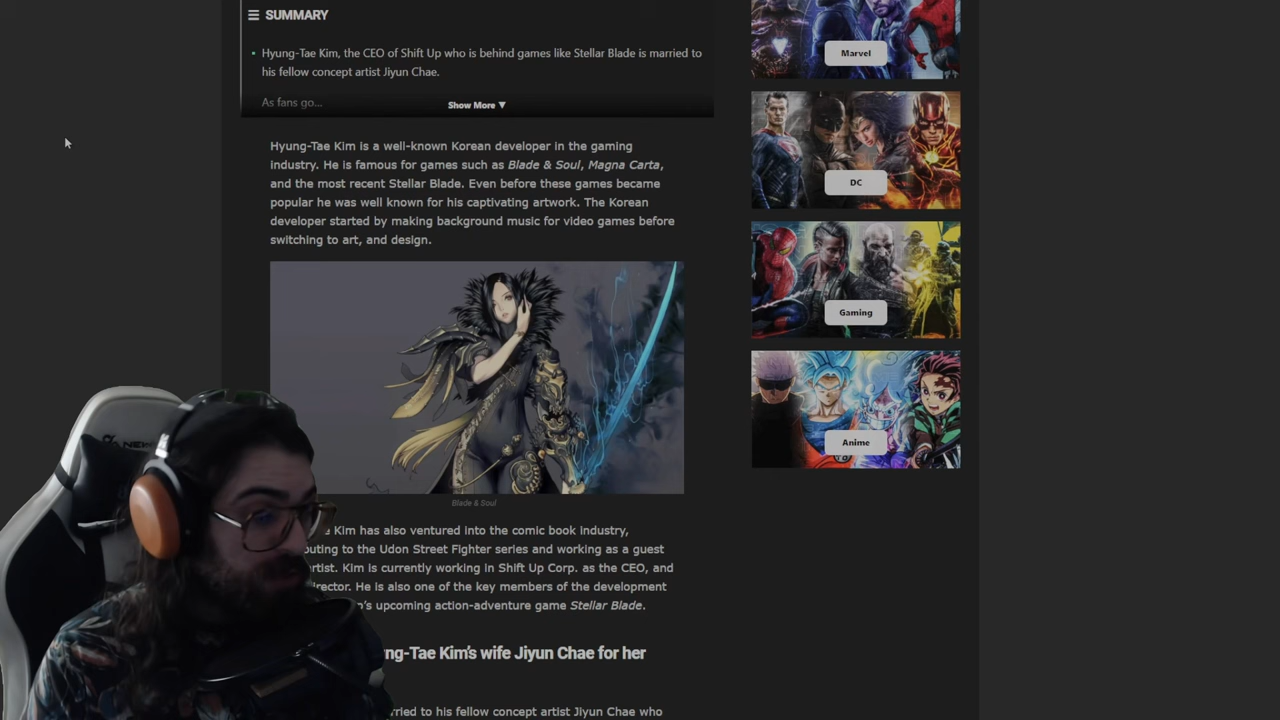 SUMMARY
Hyung-Tae Kim, the CEO of Shift Up who is behind games like Stellar Blade is married to
his fellow concept artist Jiyun Chae.
As fans go...
Show More ▼
Hyung-Tae Kim is a well-known Korean developer in the gaming
industry. He is famous for games such as Blade & Soul, Magna Carta,
and the most recent Stellar Blade. Even before these games became
popular he was well known for his captivating artwork. The Korean
developer started by making background music for video games before
switching to art, and design.
Blade & Soul
Kim has also ventured into the comic book industry,
to the Udon Street Fighter series and working as a guest
Kim is currently working in Shift Up Corp. as the CEO, and
He is also one of the key members of the development
upcoming action-adventure game Stellar Blade.
Kim's wife Jiyun Chae for her
to his fellow concept artist Jiyun Chae who
Marvel
DC
Gaming
Anime